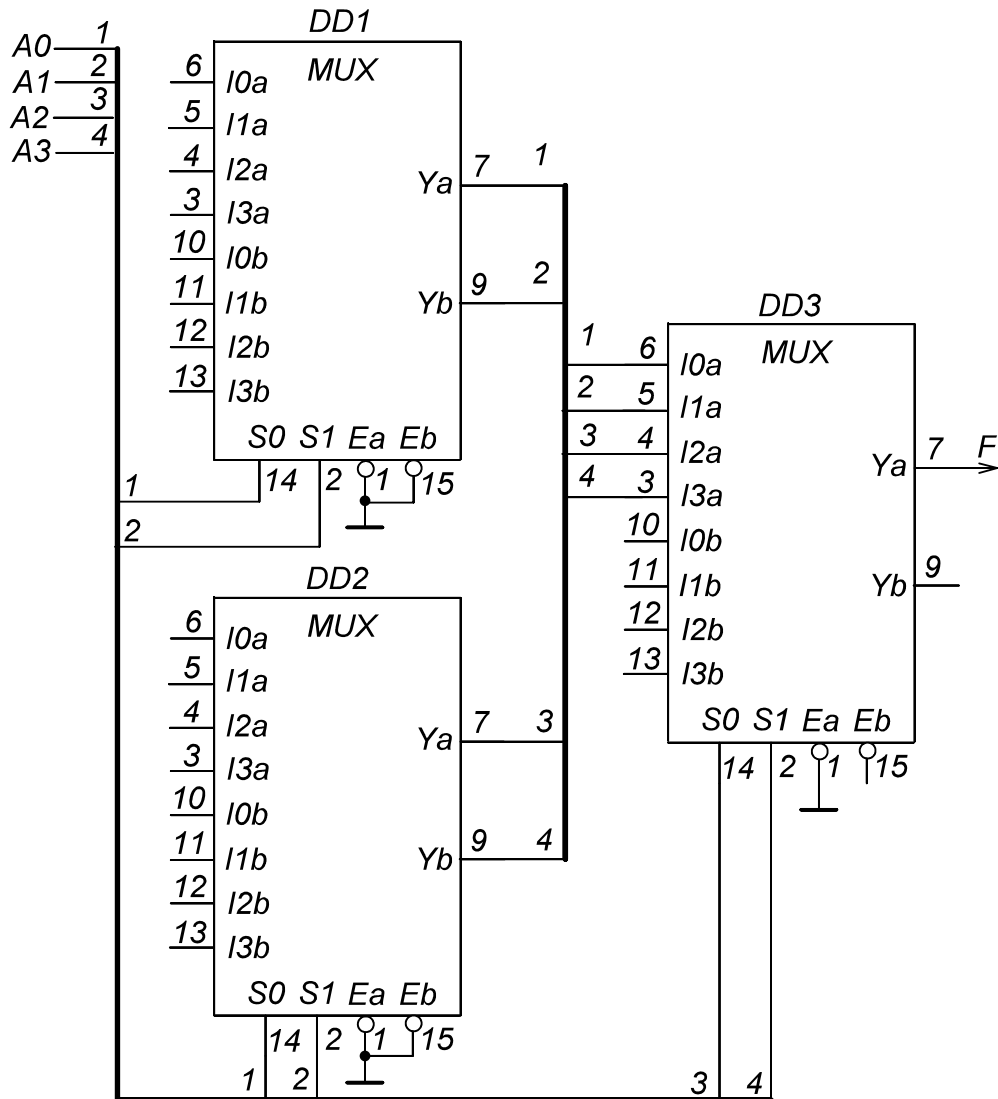 A0 1
A1 2
A2 3
A3 4
DD1
MUX
6 I0a
5 I1a
4 I2a
3 I3a
10 I0b
11 I1b
12 I2b
13 I3b
Ya 7 1
Yb 9 2
S0 S1 Ea Eb
14 2 1 15
1
2
DD2
MUX
6 I0a
5 I1a
4 I2a
3 I3a
10 I0b
11 I1b
12 I2b
13 I3b
Ya 7 3
Yb 9 4
S0 S1 Ea Eb
14 2 1 15
1 2
DD3
MUX
1 6 I0a
2 5 I1a
3 4 I2a
4 3 I3a
10 I0b
11 I1b
12 I2b
13 I3b
Ya 7 F
Yb 9
S0 S1 Ea Eb
14 2 1 15
3 4